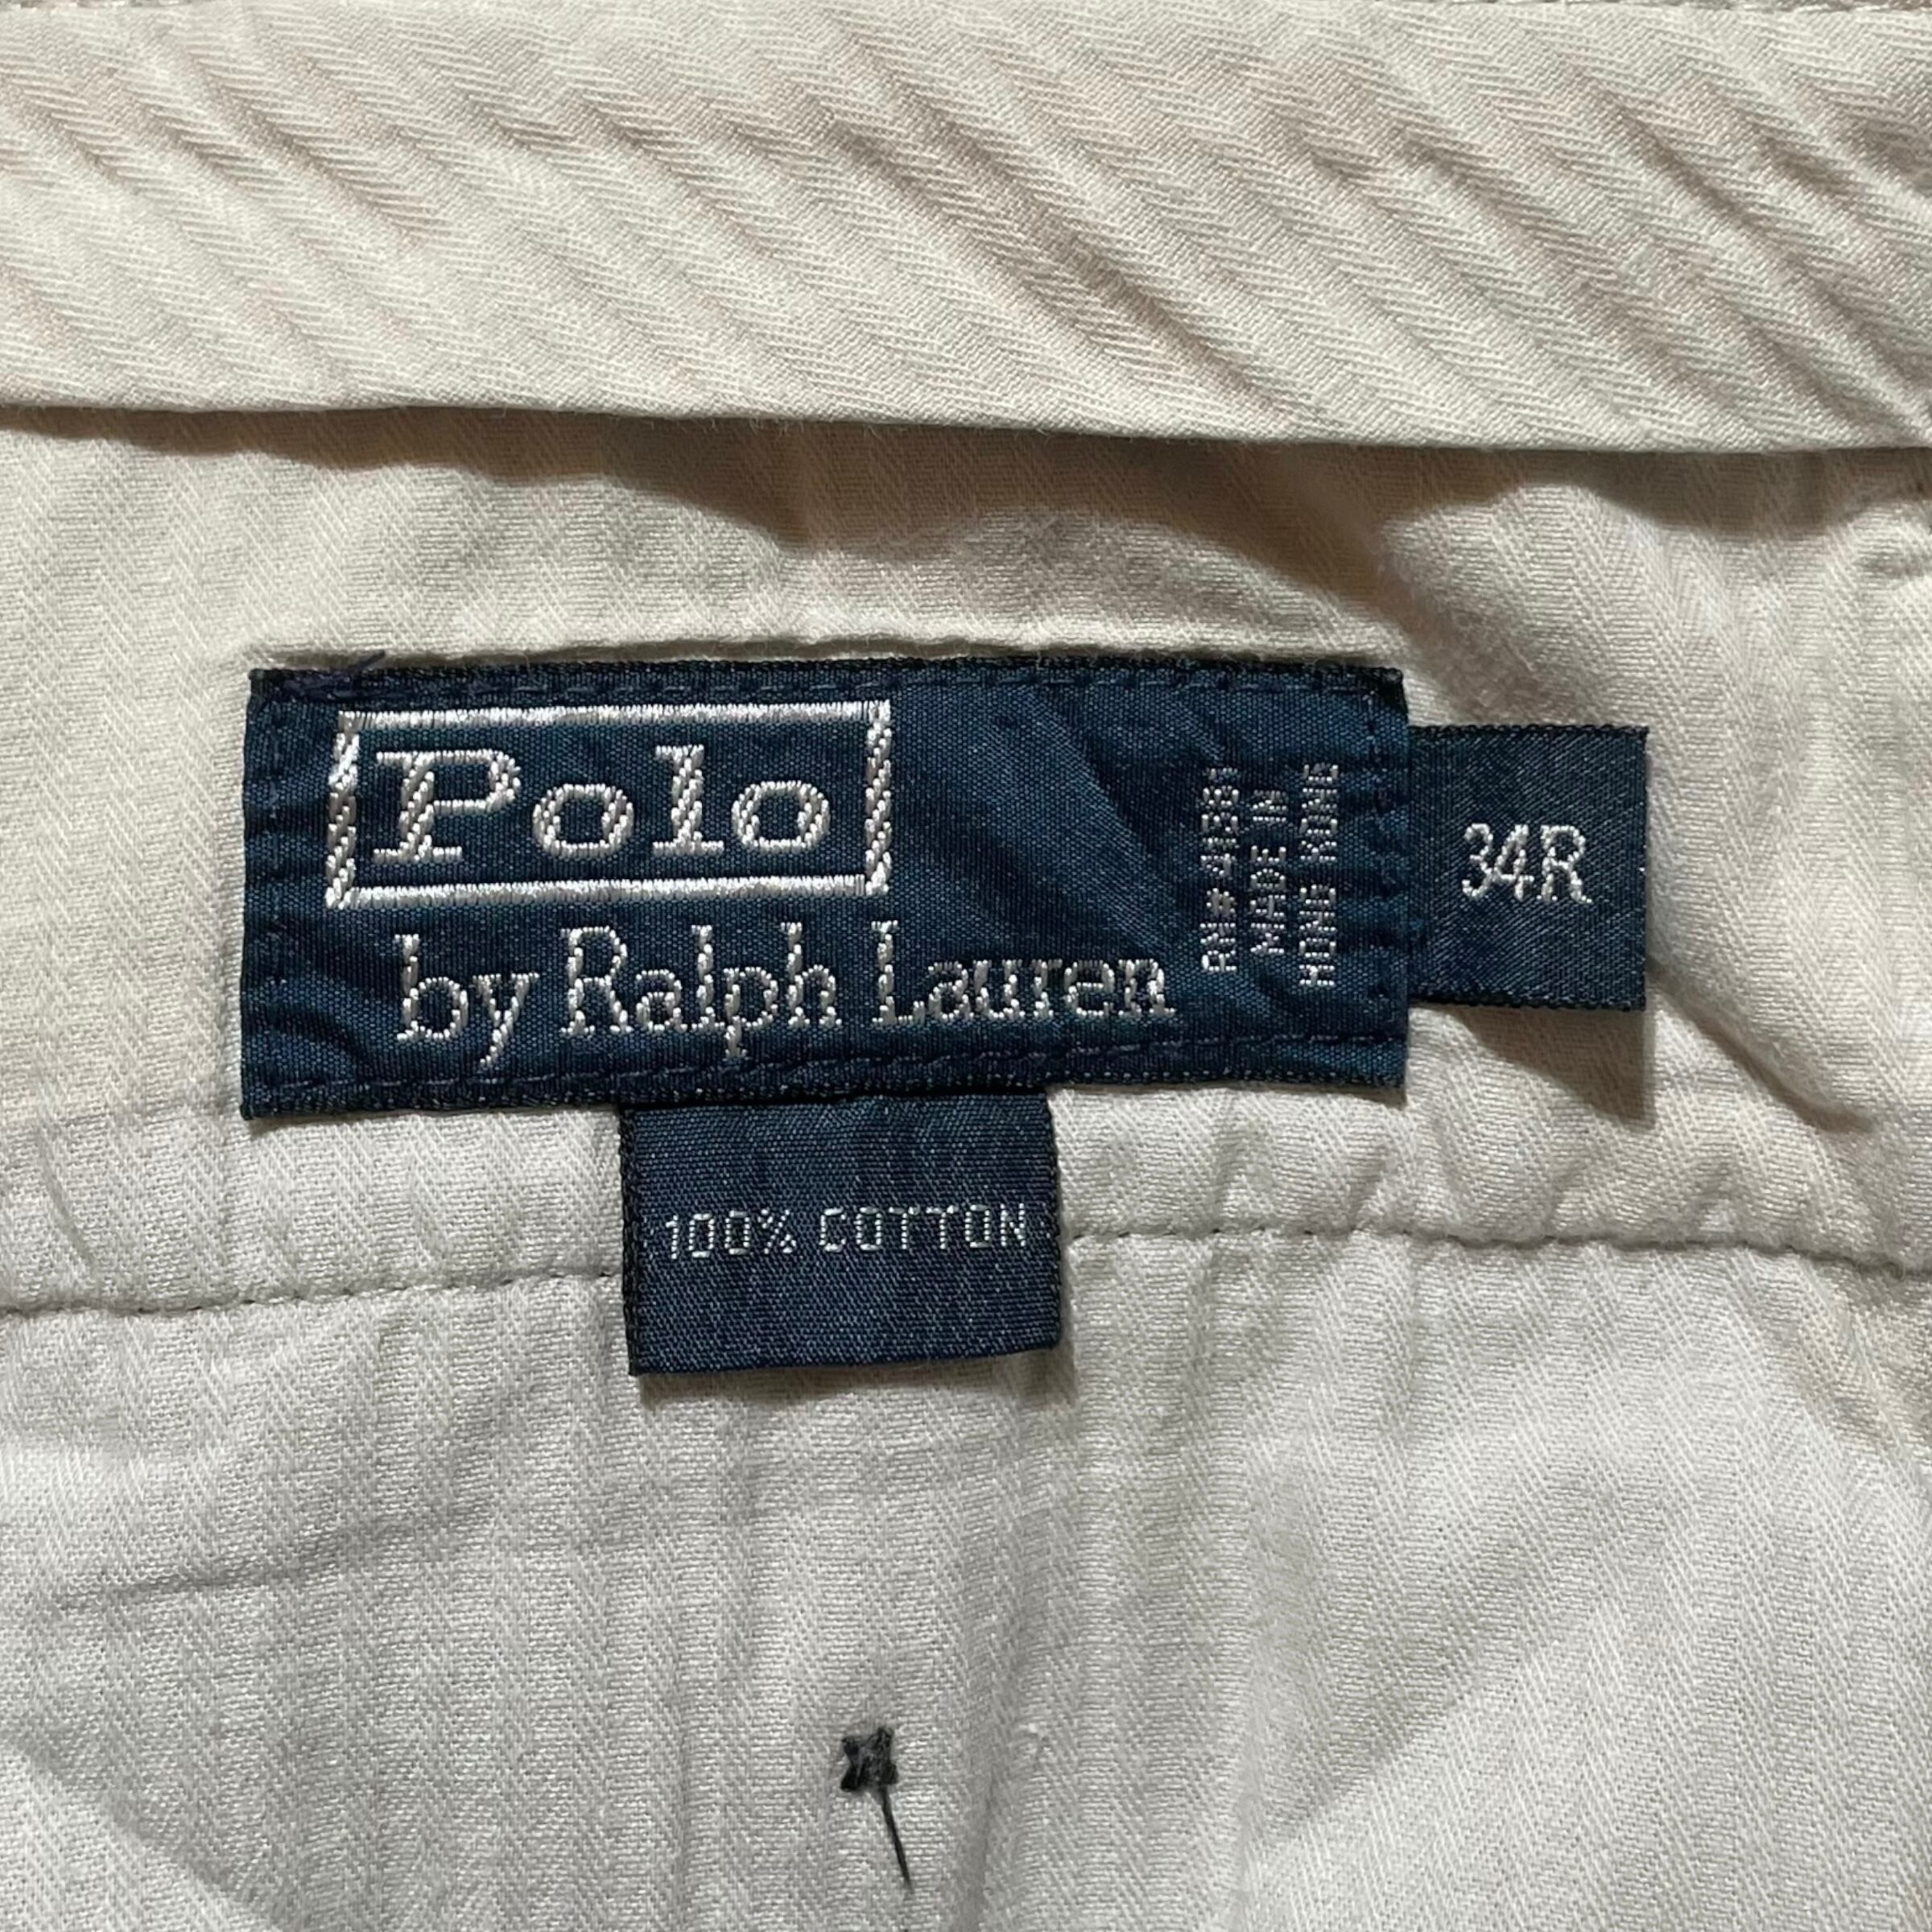 Polo
by Ralph Lauren
RN# 41381
MADE IN
HONG KONG
34R
100% COTTON